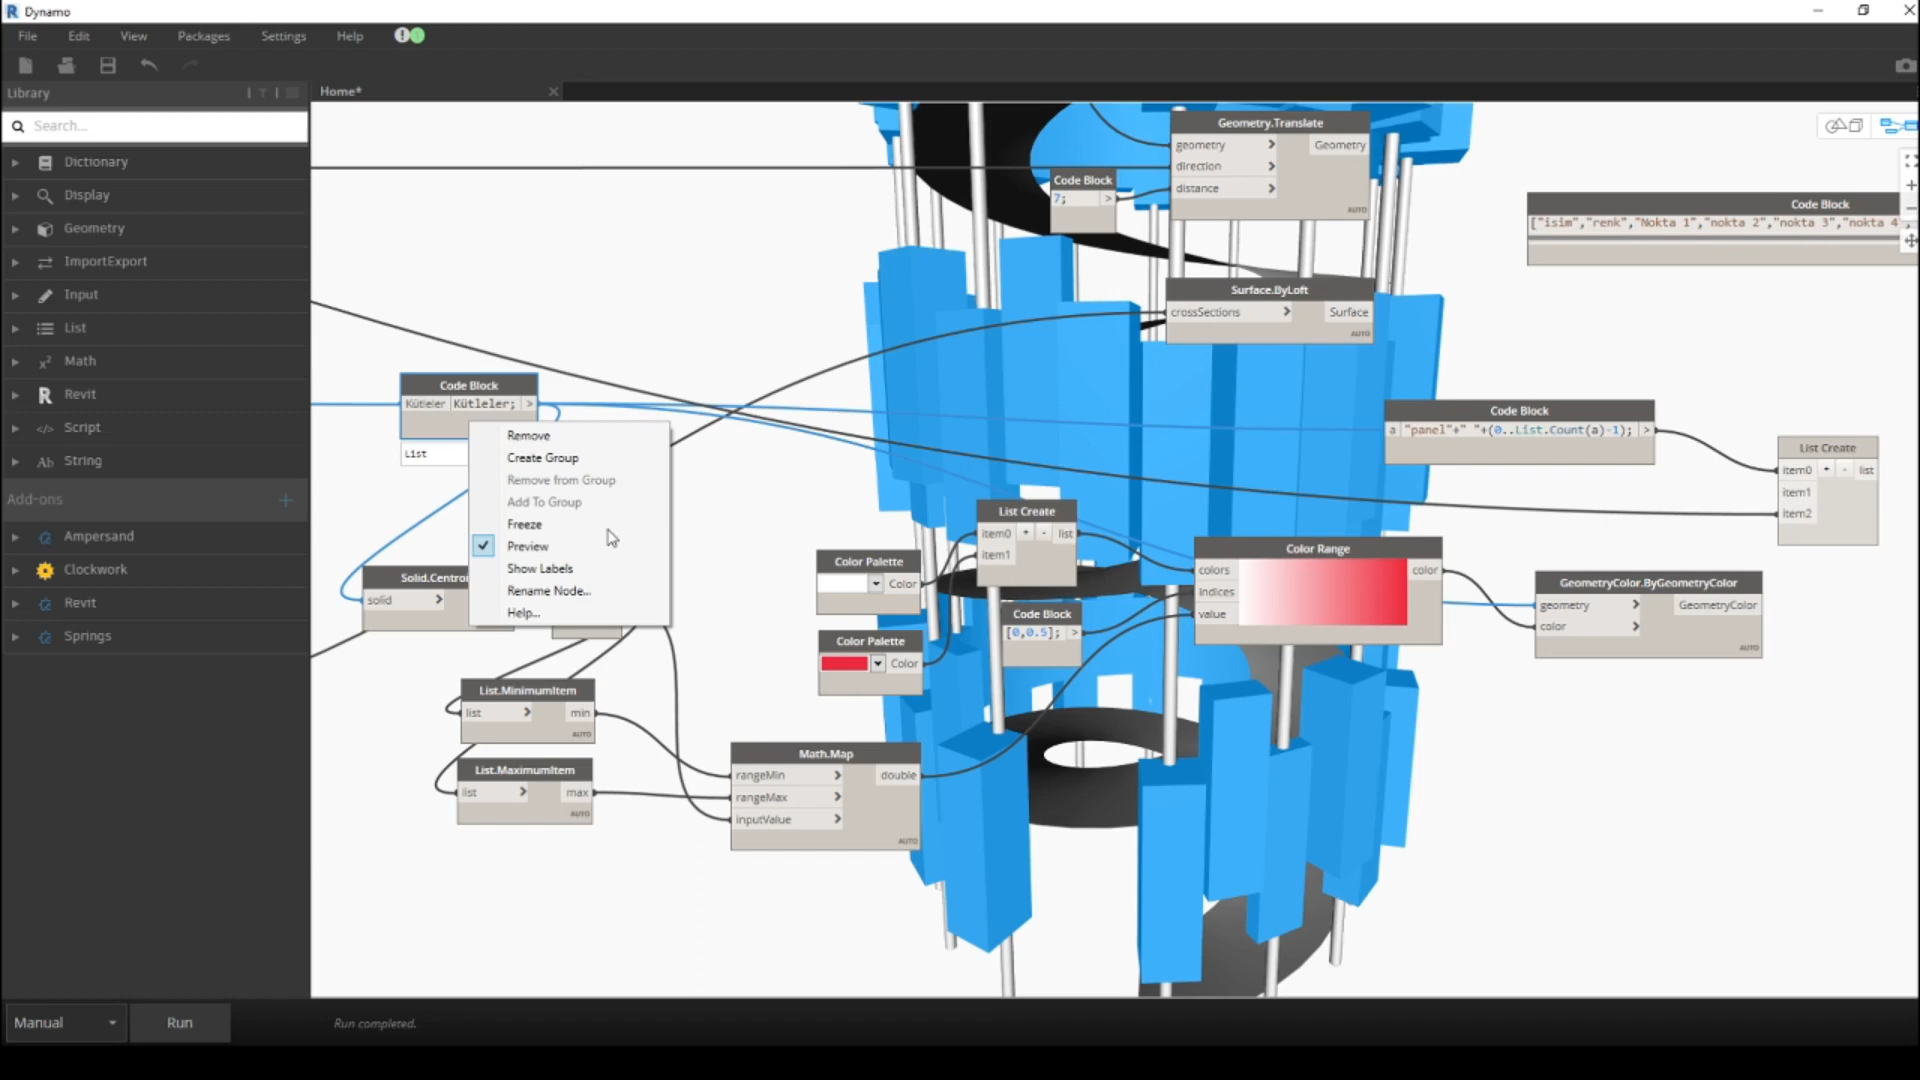 Dynamo
File Edit View Packages Settings Help
Library
Home*
Search...
Dictionary
Display
Geometry
ImportExport
Input
List
Math
Revit
Script
String
Add-ons
Ampersand
Clockwork
Revit
Springs
Geometry.Translate
geometry > Geometry
direction >
distance >
AUTO
Code Block
7; >
Code Block
["isim","renk","Nokta 1","nokta 2","nokta 3","nokta 4",
Surface.ByLoft
crossSections > Surface
AUTO
Code Block
Kütleler Kütleler; >
List
Remove
Create Group
Remove from Group
Add To Group
Freeze
Preview
Show Labels
Rename Node...
Help...
Code Block
a "panel"+" "+(0..List.Count(a)-1); >
List Create
item0 + - list
item1
item2
List Create
item0 + - list
item1
Color Palette
Color
Color Palette
Color
Code Block
[0,0.5]; >
Color Range
colors color
indices
value
GeometryColor.ByGeometryColor
geometry > GeometryColor
color >
AUTO
solid >
List.MinimumItem
list > min
AUTO
List.MaximumItem
list > max
AUTO
Math.Map
rangeMin > double
rangeMax >
inputValue >
AUTO
Manual Run Run completed.